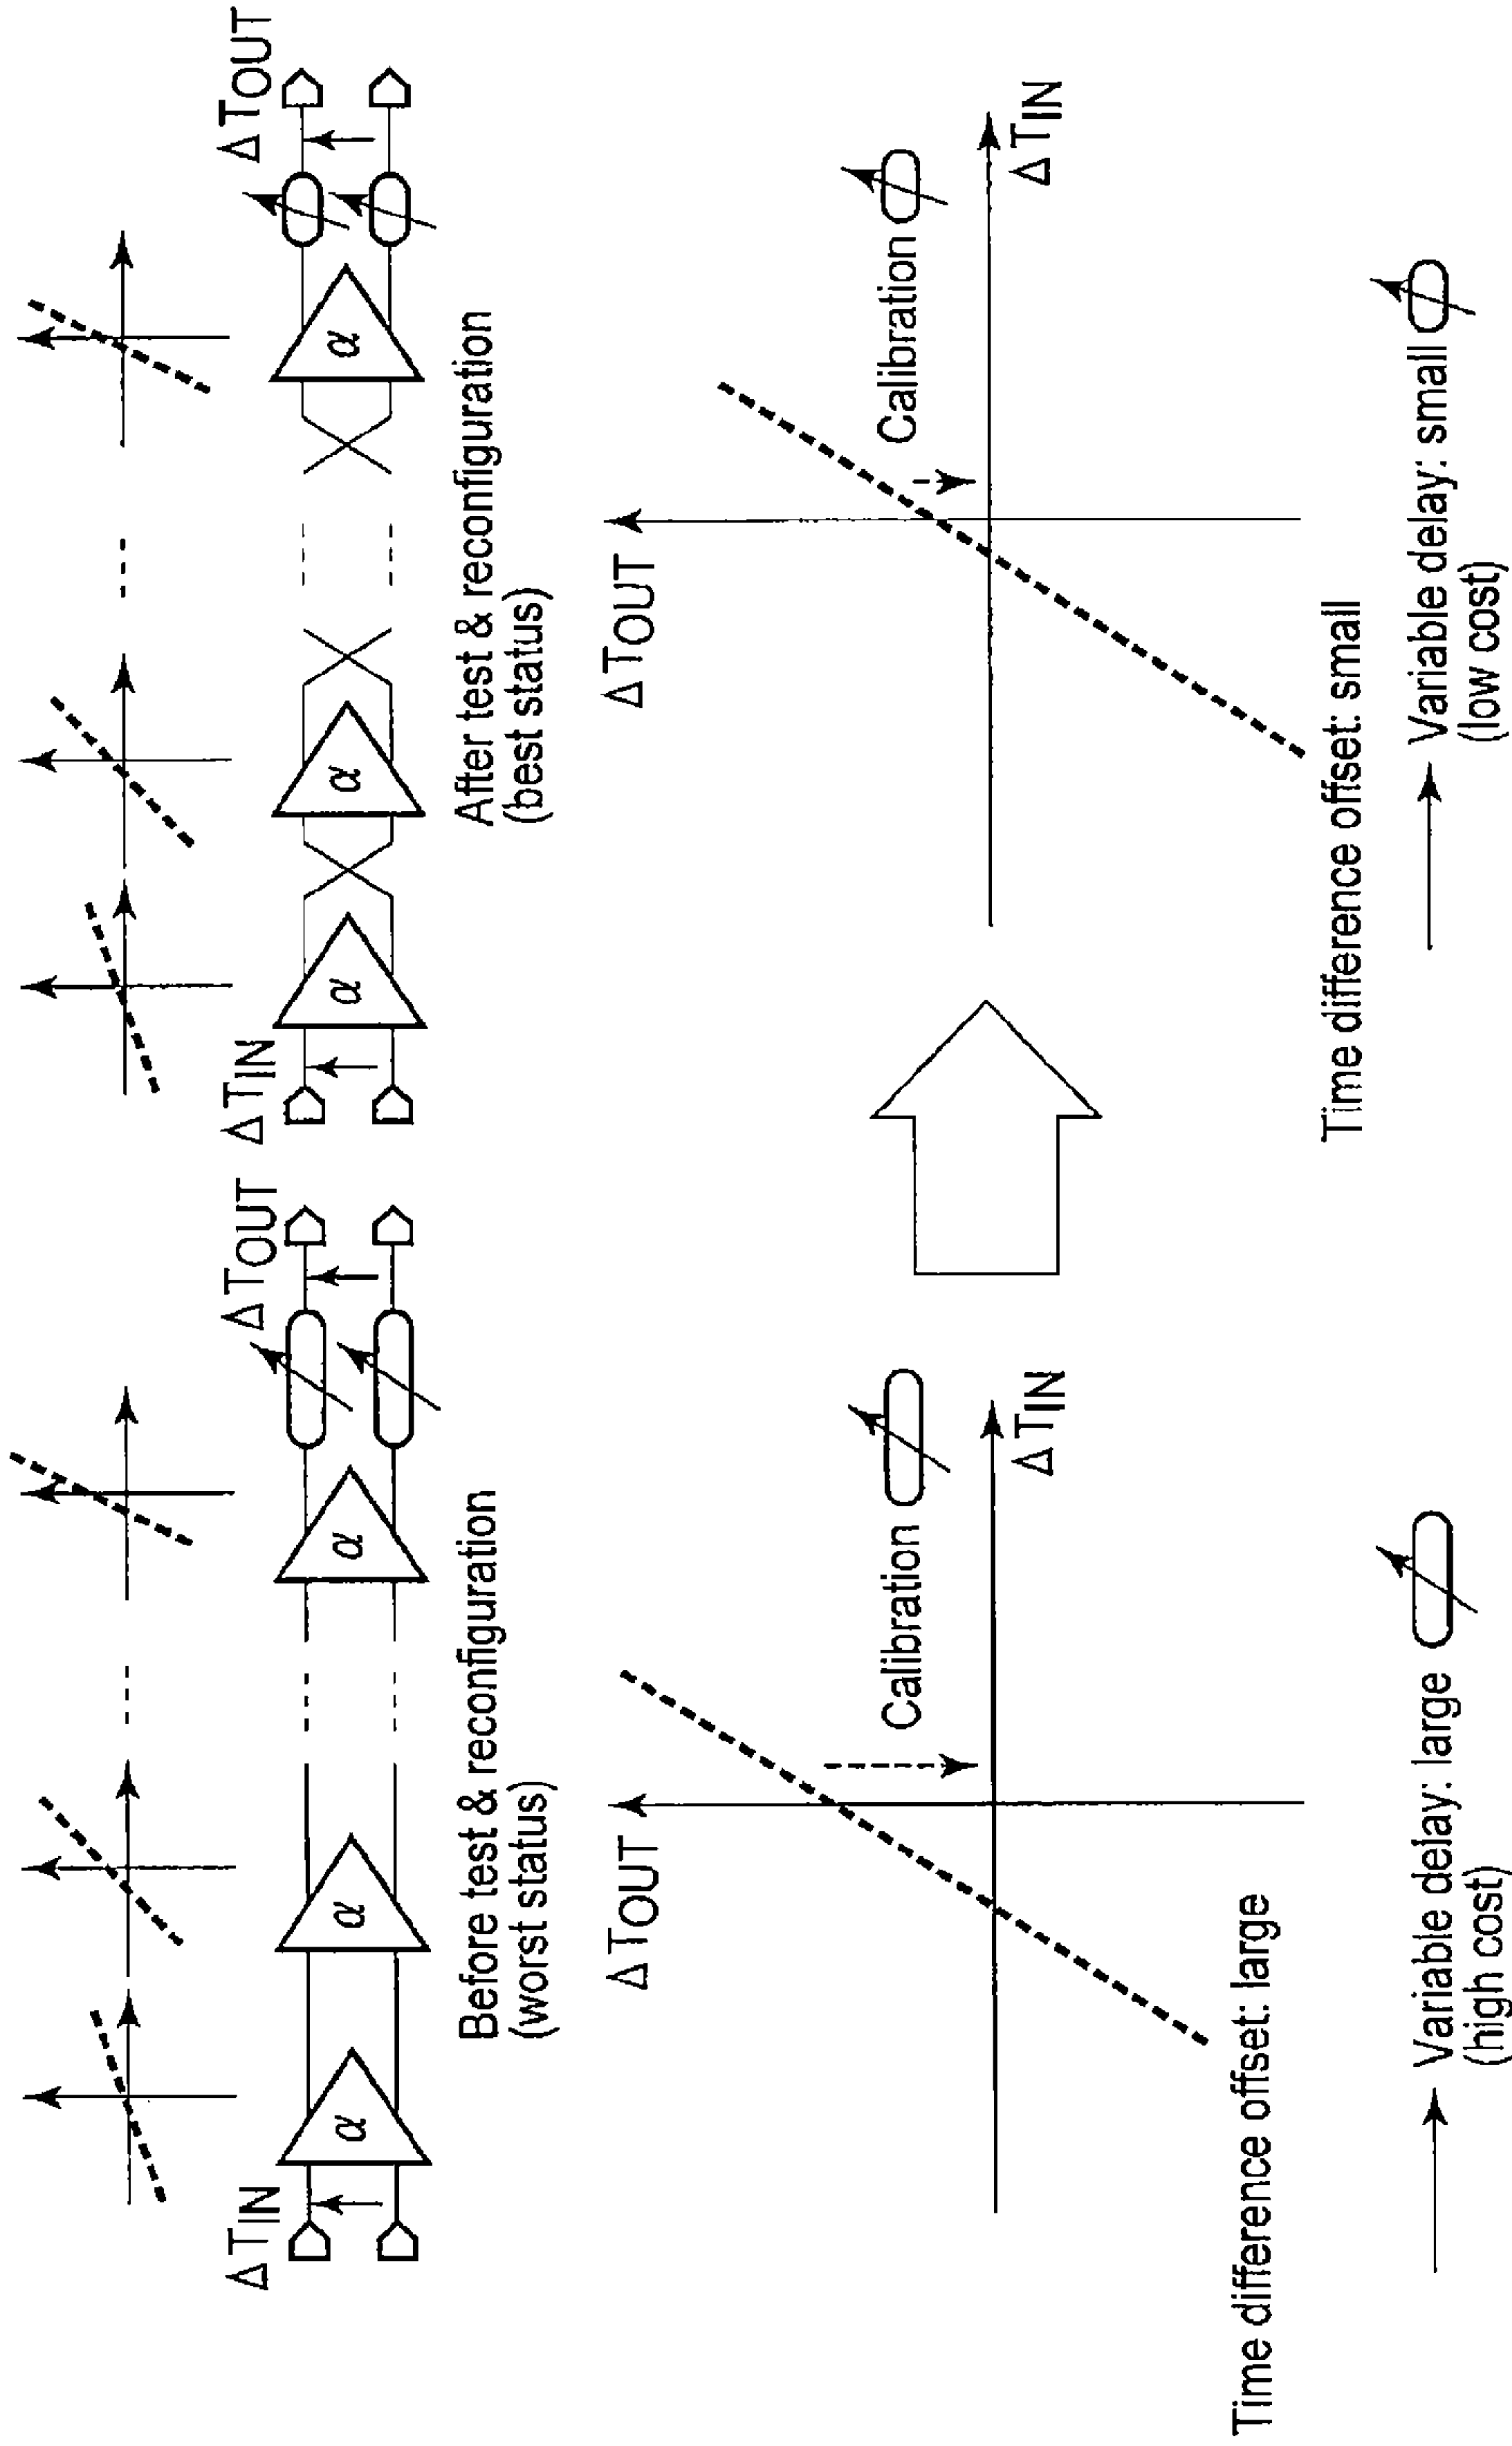 ΔTIN
α
α
α
ΔTOUT
Before test & reconfiguration
(worst status)
ΔTOUT
ΔTIN
Calibration
Time difference offset: large
Variable delay: large
(high cost)
ΔTIN
α
α
α
ΔTOUT
After test & reconfiguration
(best status)
ΔTOUT
ΔTIN
Calibration
Time difference offset: small
Variable delay: small
(low cost)